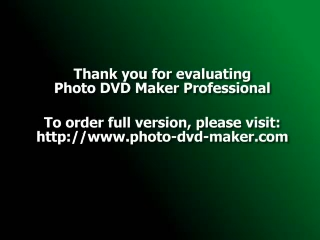 Thank you for evaluating
Photo DVD Maker Professional
To order full version, please visit:
http://www.photo-dvd-maker.com